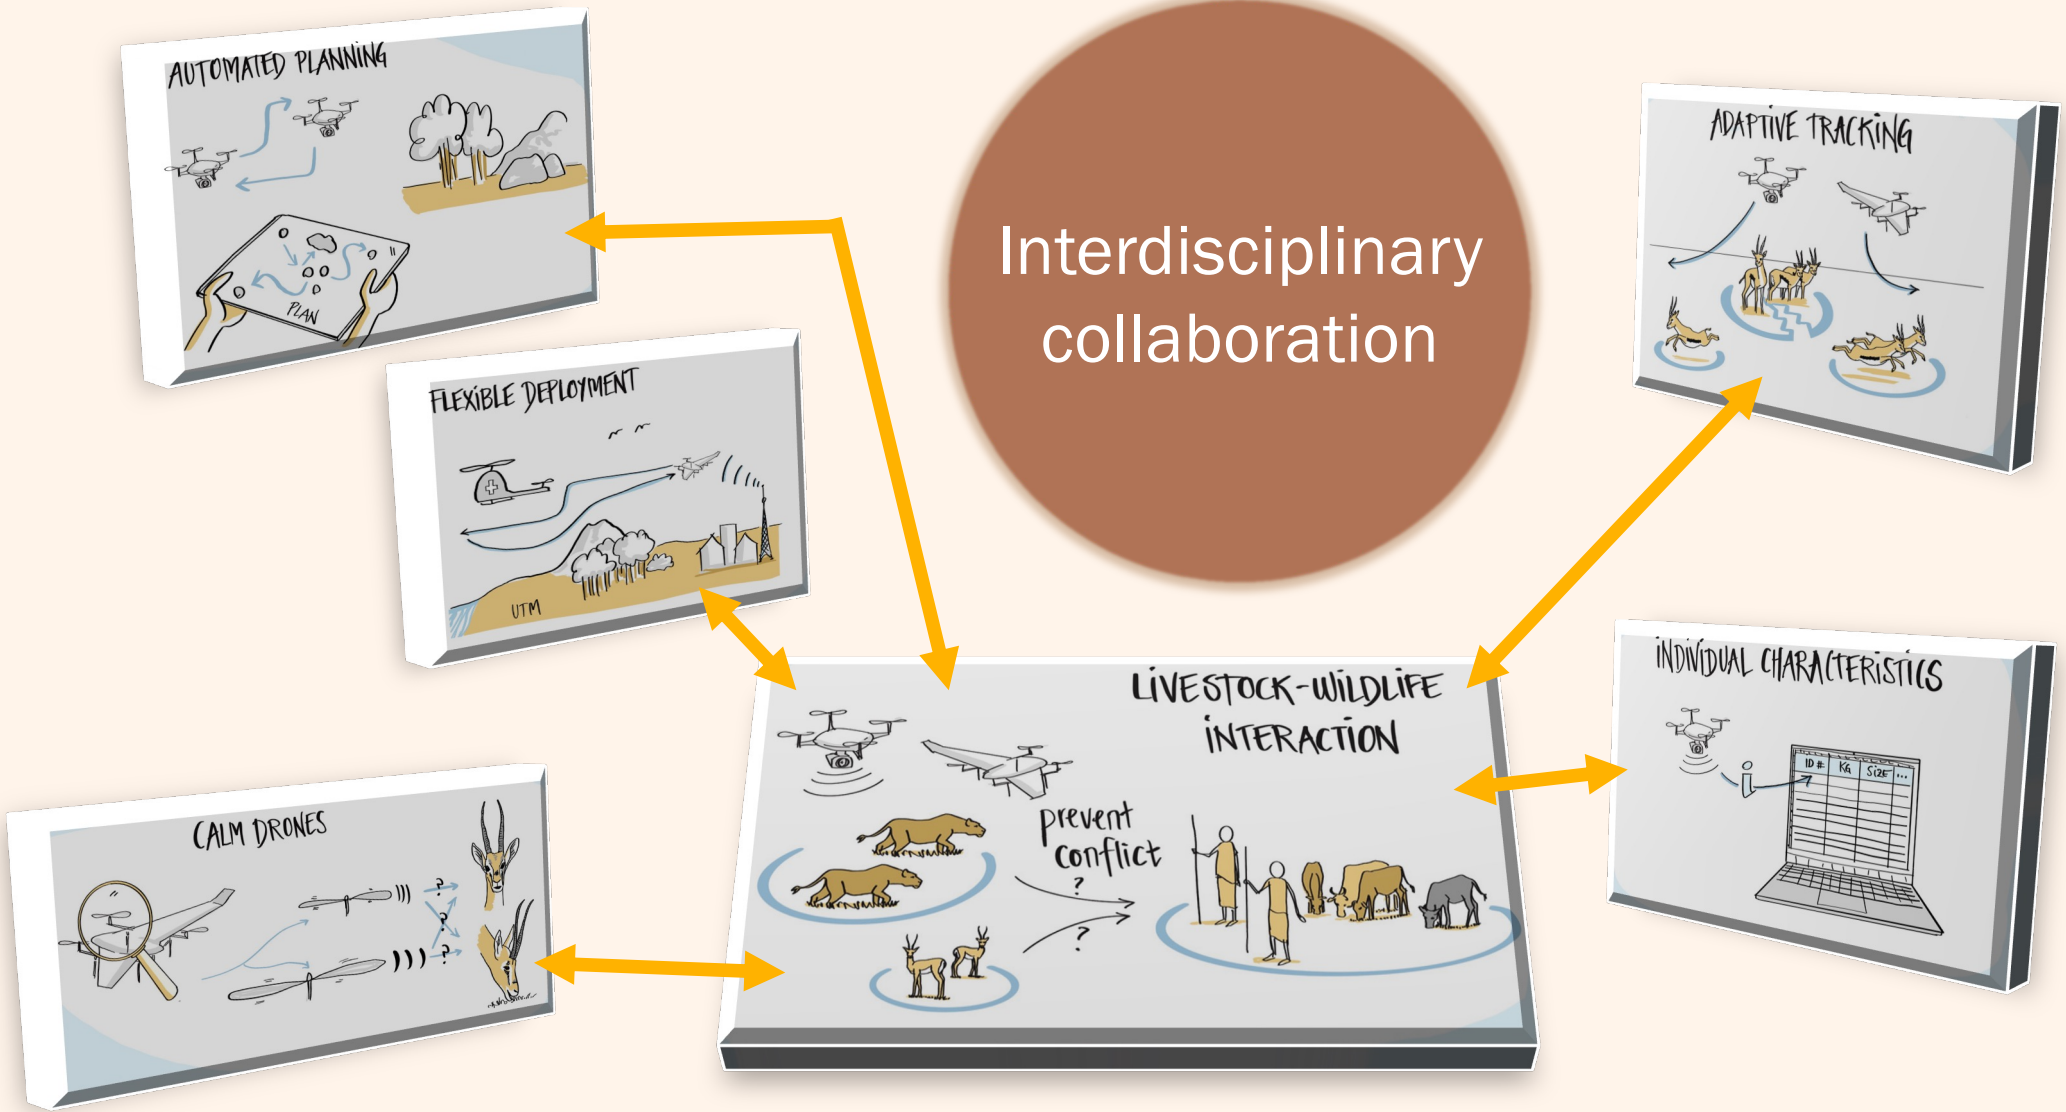 AUTOMATED PLANNING
PLAN
FLEXIBLE DEPLOYMENT
UTM
CALM DRONES
?
?
?
Interdisciplinary
collaboration
LIVESTOCK-WILDLIFE
INTERACTION
prevent
conflict
?
?
ADAPTIVE TRACKING
INDIVIDUAL CHARACTERISTICS
i
ID # KG SIZE ...